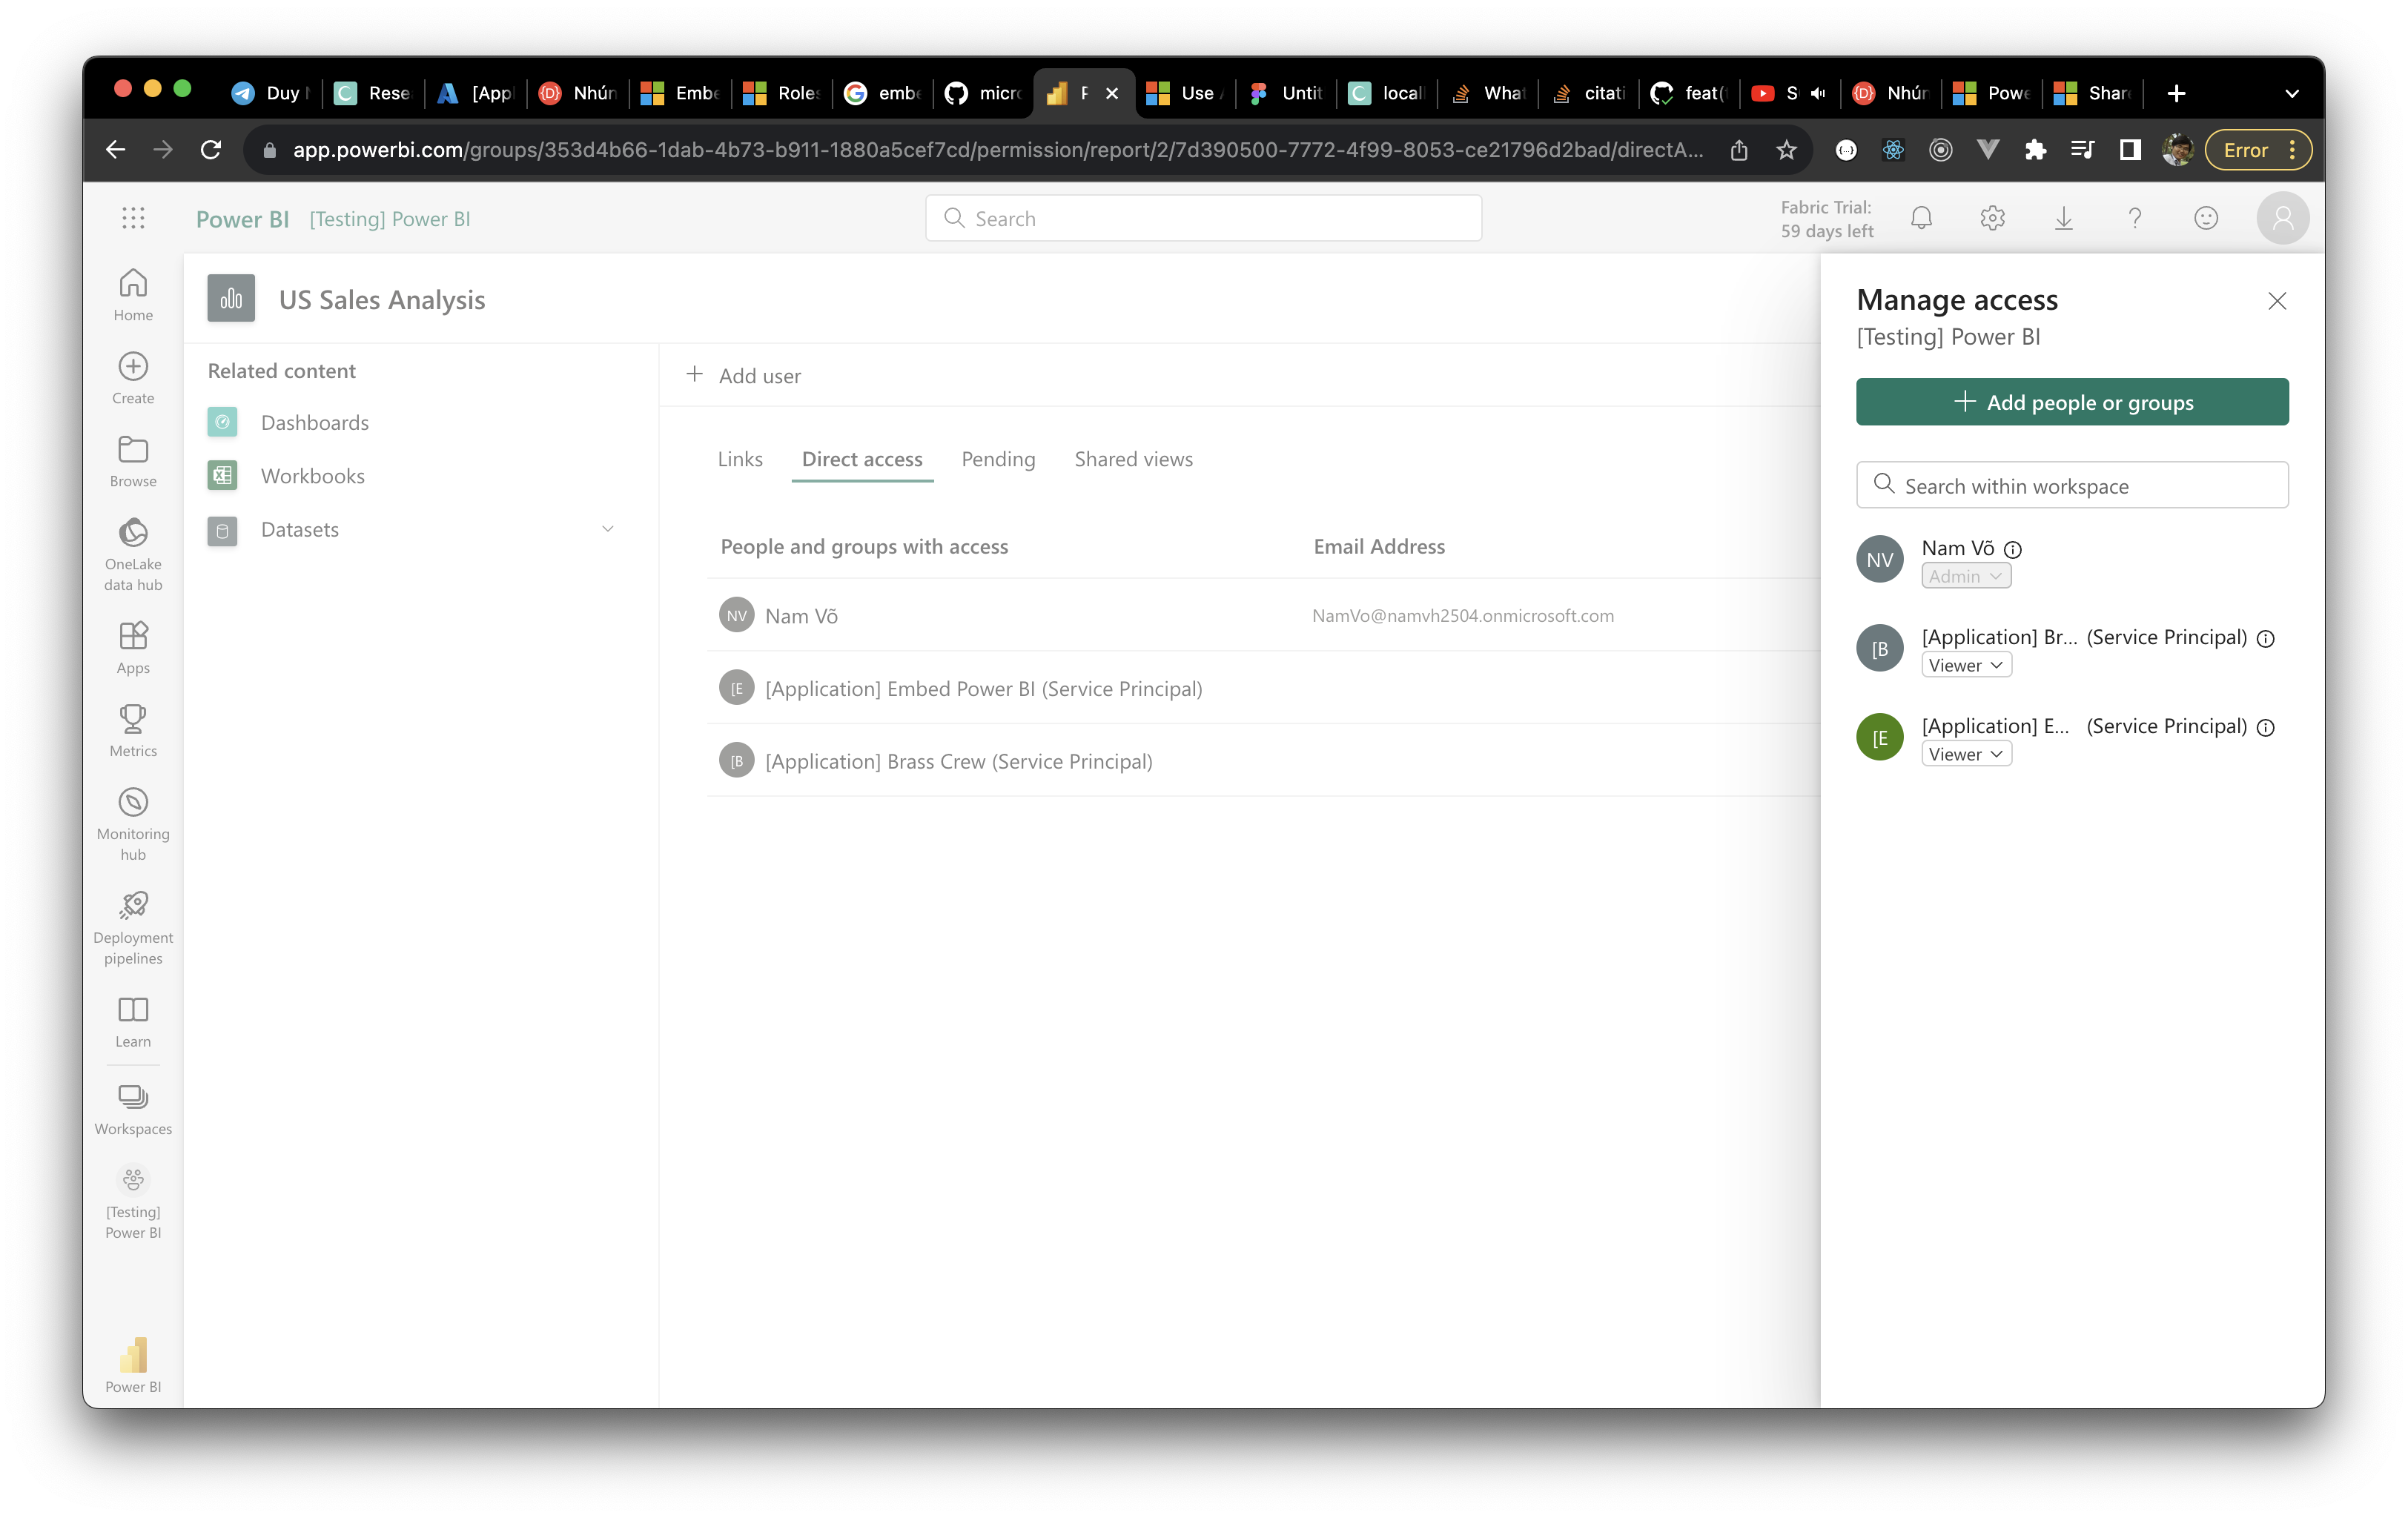 Duy
Rese
[Appl
Nhún
Embe
Roles
embe
micro
Use
Untit
local
What
citati
feat(
S
Nhún
Powe
Share
app.powerbi.com/groups/353d4b66-1dab-4b73-b911-1880a5cef7cd/permission/report/2/7d390500-7772-4f99-8053-ce21796d2bad/directA...
Error
Power BI [Testing] Power BI
Search
Fabric Trial:
59 days left
Home
Create
Browse
OneLake
data hub
Apps
Metrics
Monitoring
hub
Deployment
pipelines
Learn
Workspaces
[Testing]
Power BI
Power BI
US Sales Analysis
Related content
Dashboards
Workbooks
Datasets
Add user
Links Direct access Pending Shared views
People and groups with access Email Address
NV Nam Võ NamVo@namvh2504.onmicrosoft.com
[E [Application] Embed Power BI (Service Principal)
[B [Application] Brass Crew (Service Principal)
Manage access
[Testing] Power BI
Add people or groups
Search within workspace
NV Nam Võ
Admin
[B [Application] Br... (Service Principal)
Viewer
[E [Application] E... (Service Principal)
Viewer